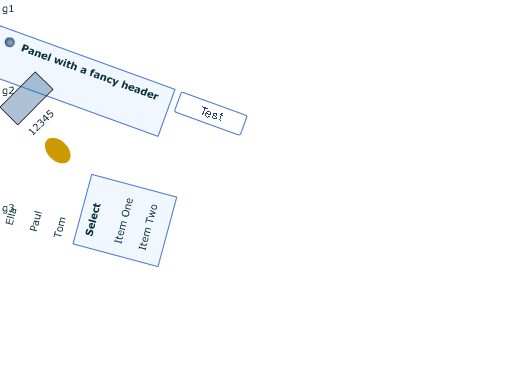 g1
Panel with a fancy header
Test
g2
12345
g3
Ella
Paul
Tom
Select
Item One
Item Two